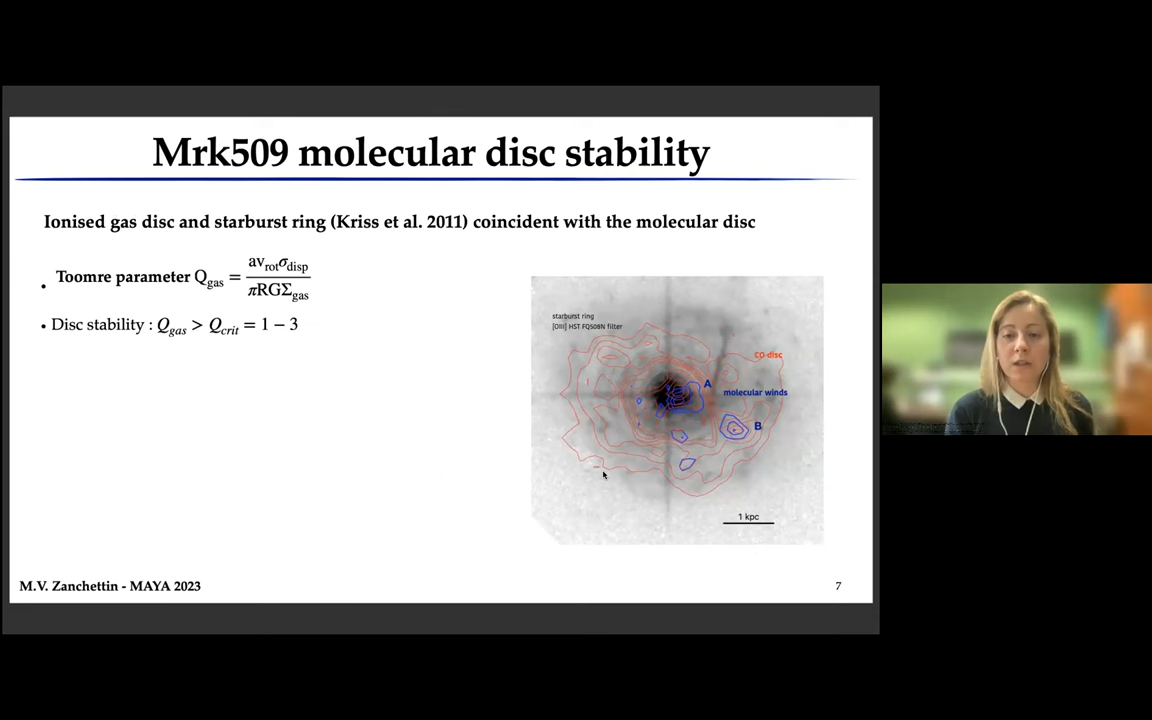 Mrk509 molecular disc stability
Ionised gas disc and starburst ring (Kriss et al. 2011) coincident with the molecular disc
• Toomre parameter Q_gas = av_rotσ_disp / πRGΣ_gas
• Disc stability : Q_gas > Q_crit = 1 − 3
starburst ring
[OIII] HST FQ508N filter
CO disc
A
molecular winds
B
1 kpc
M.V. Zanchettin - MAYA 2023
7